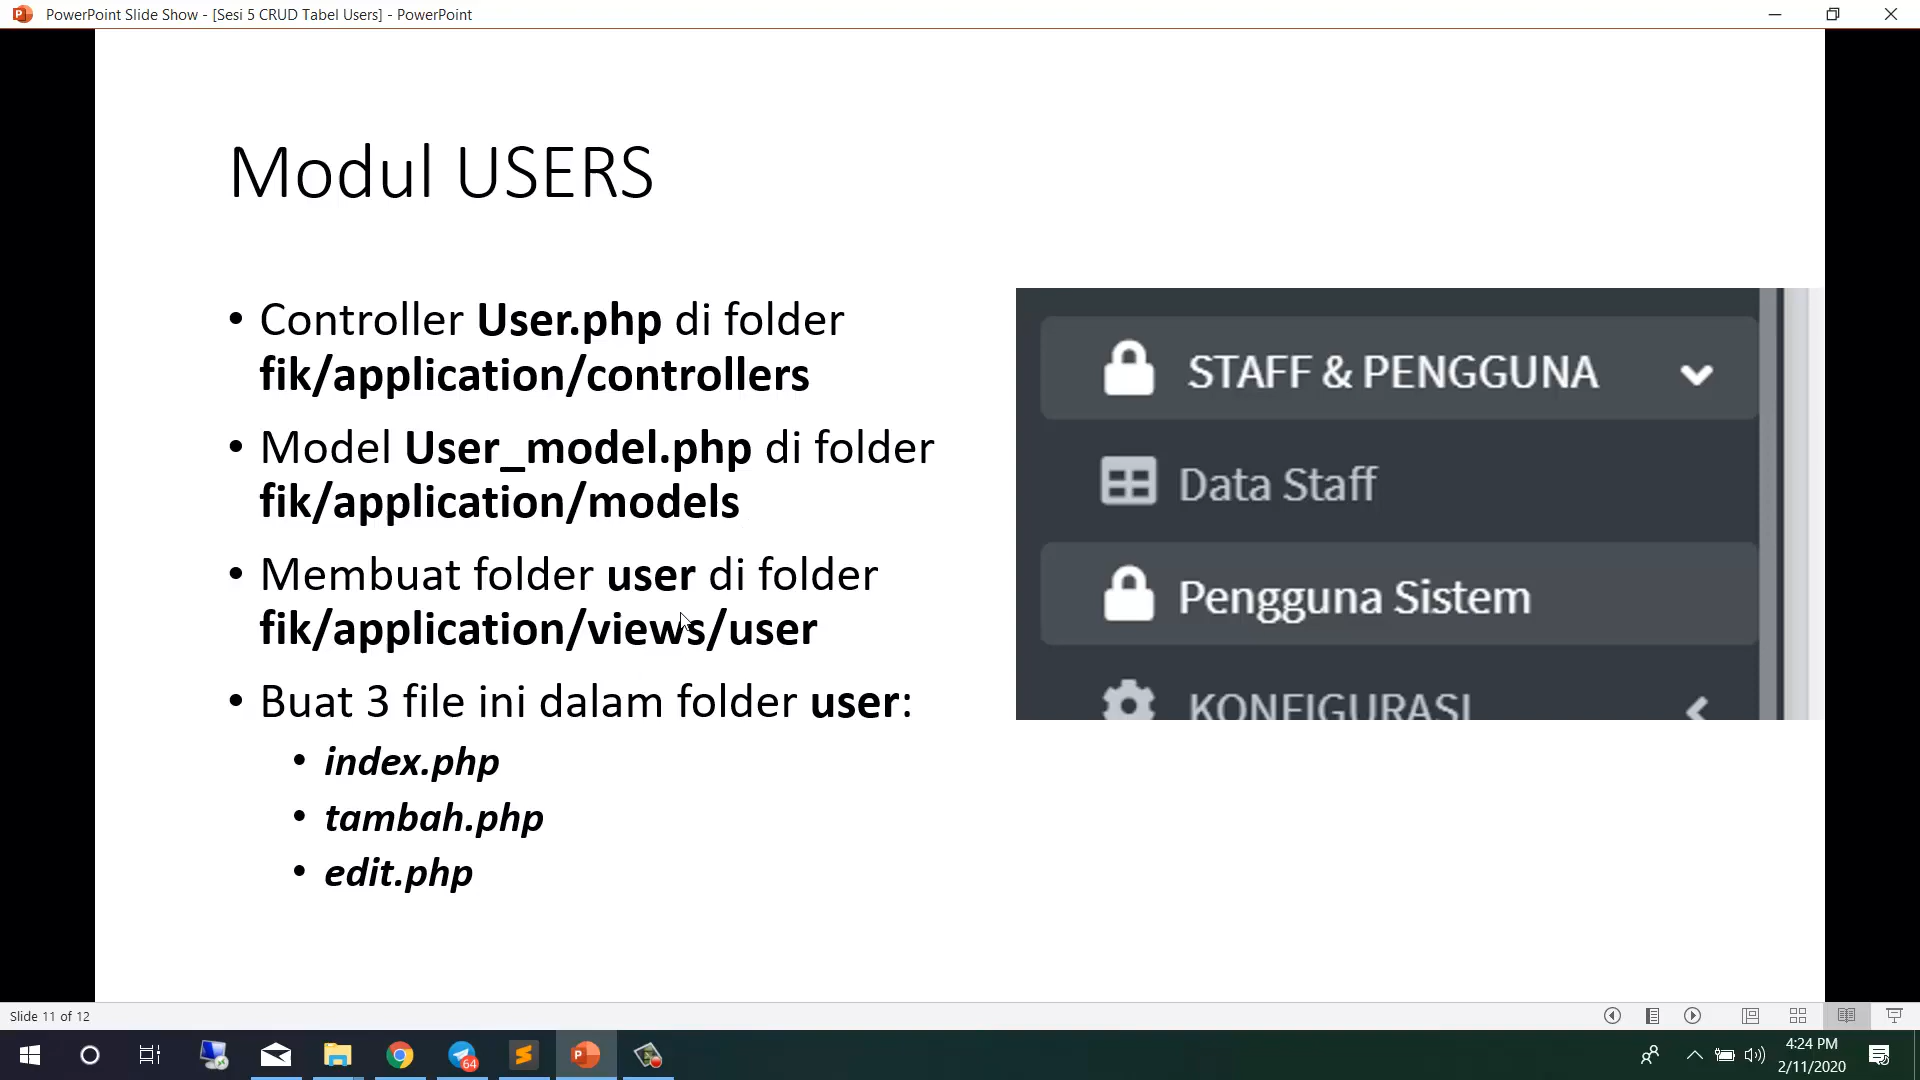 PowerPoint Slide Show - [Sesi 5 CRUD Tabel Users] - PowerPoint
Modul USERS
• Controller User.php di folder
fik/application/controllers
• Model User_model.php di folder
fik/application/models
• Membuat folder user di folder
fik/application/views/user
• Buat 3 file ini dalam folder user:
• index.php
• tambah.php
• edit.php
STAFF & PENGGUNA
Data Staff
Pengguna Sistem
KONFIGURASI
Slide 11 of 12
64
4:24 PM
2/11/2020